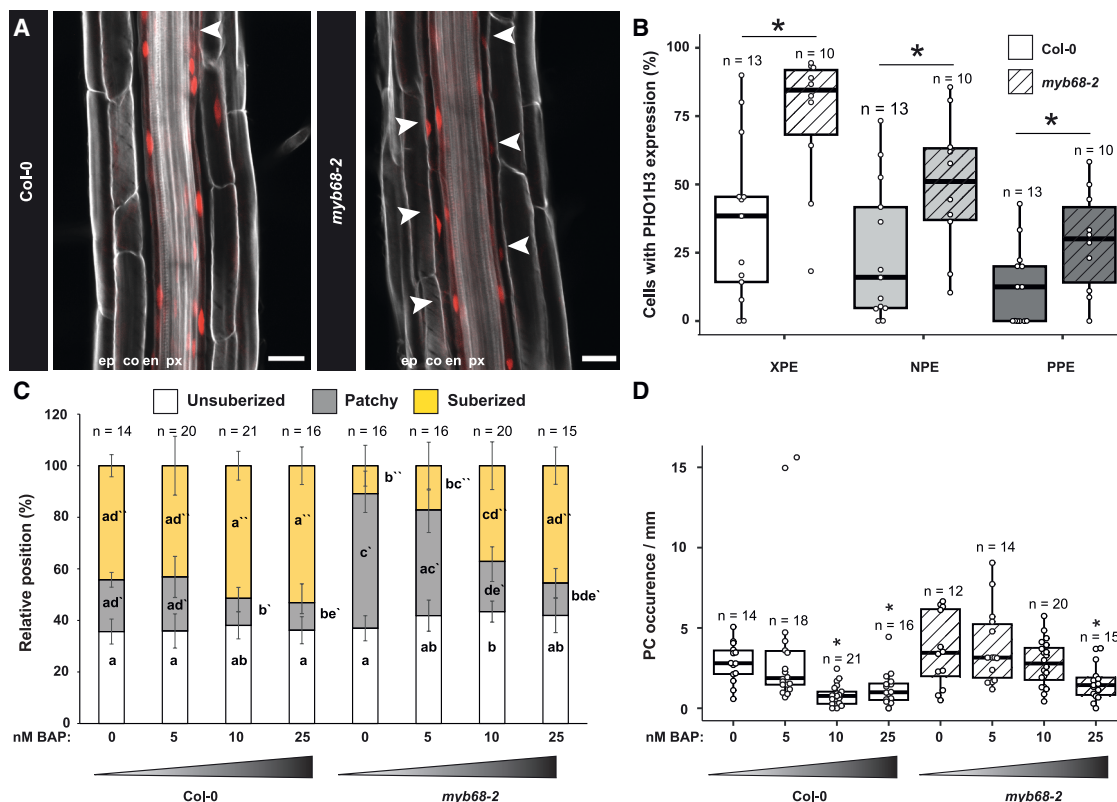 A
Col-0
ep co en px
myb68-2
ep co en px
B
Cells with PHO1H3 expression (%)
100
75
50
25
0
*
*
*
n = 13
n = 10
n = 13
n = 10
n = 13
n = 10
XPE
NPE
PPE
Col-0
myb68-2
C
Unsuberized
Patchy
Suberized
Relative position (%)
120
100
80
60
40
20
0
n = 14
n = 20
n = 21
n = 16
n = 16
n = 16
n = 20
n = 15
ad``
ad``
a``
a``
b``
bc``
cd``
ad``
ad`
ad`
b`
be`
c`
ac`
de`
bde`
a
a
ab
a
a
ab
b
ab
nM BAP:
0
5
10
25
0
5
10
25
Col-0
myb68-2
D
PC occurence / mm
15
10
5
0
n = 14
n = 18
*
n = 21
*
n = 16
n = 12
n = 14
n = 20
*
n = 15
nM BAP:
0
5
10
25
0
5
10
25
Col-0
myb68-2